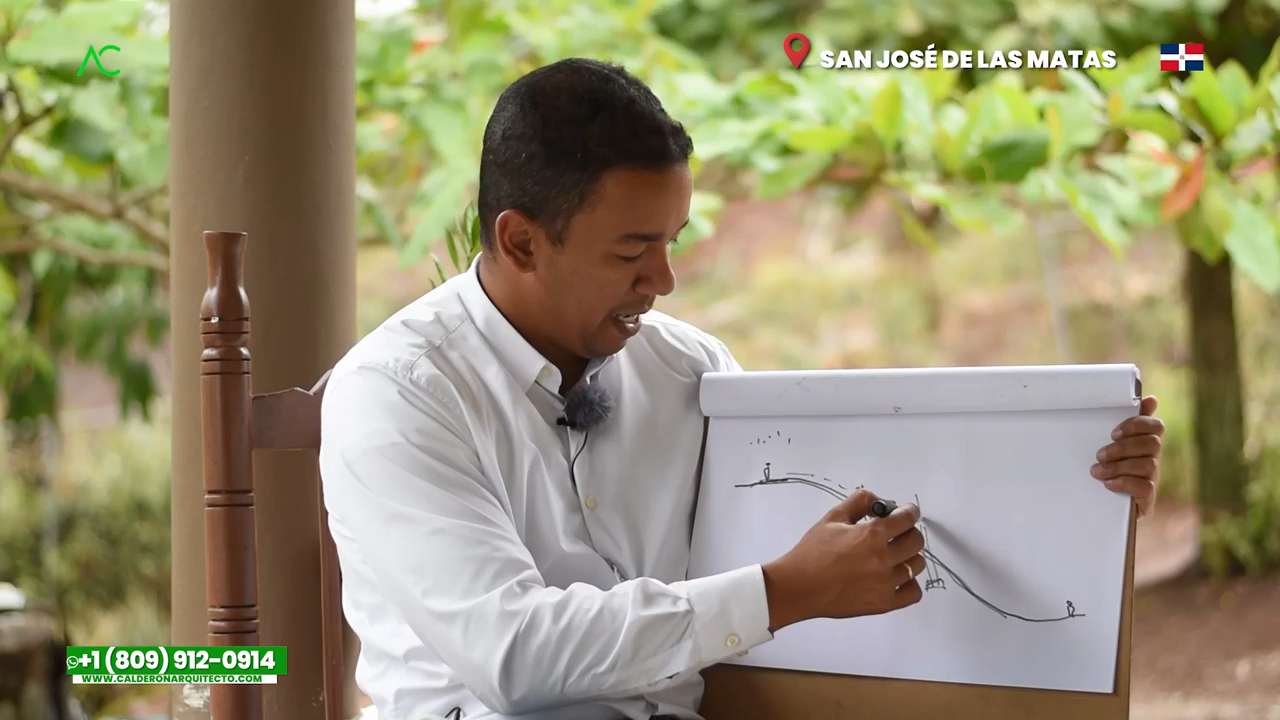 AC
SAN JOSÉ DE LAS MATAS
+1 (809) 912-0914
WWW.CALDERONARQUITECTO.COM